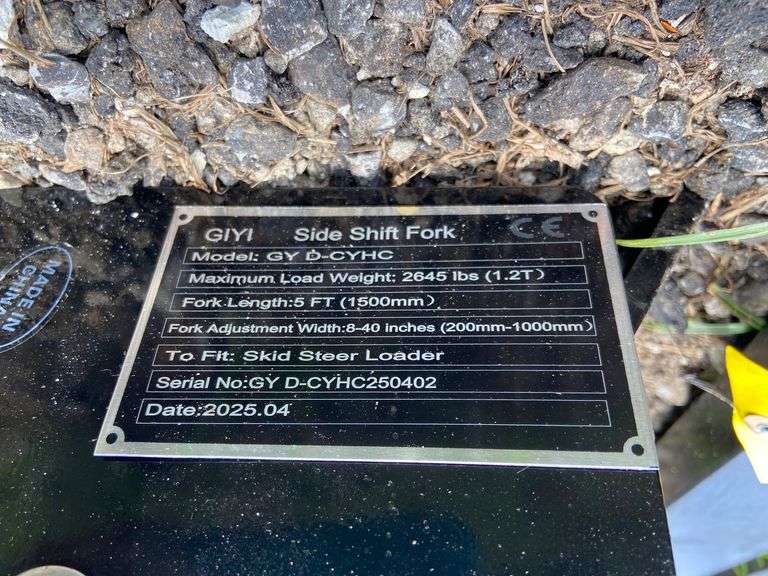 GIYI Side Shift Fork CE
Model: GY D-CYHC
Maximum Load Weight: 2645 lbs (1.2T)
Fork Length:5 FT (1500mm)
Fork Adjustment Width:8-40 inches (200mm-1000mm)
To Fit: Skid Steer Loader
Serial No:GY D-CYHC250402
Date:2025.04
MADE IN
CHINA